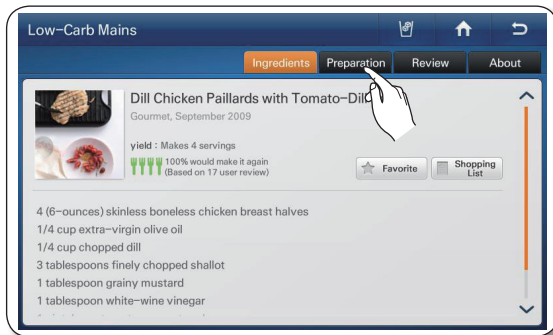 Low-Carb Mains
Ingredients Preparation Review About
Dill Chicken Paillards with Tomato-Dill
Gourmet, September 2009
yield : Makes 4 servings
100% would make it again
(Based on 17 user review)
Favorite
Shopping
List
4 (6-ounces) skinless boneless chicken breast halves
1/4 cup extra-virgin olive oil
1/4 cup chopped dill
3 tablespoons finely chopped shallot
1 tablespoon grainy mustard
1 tablespoon white-wine vinegar